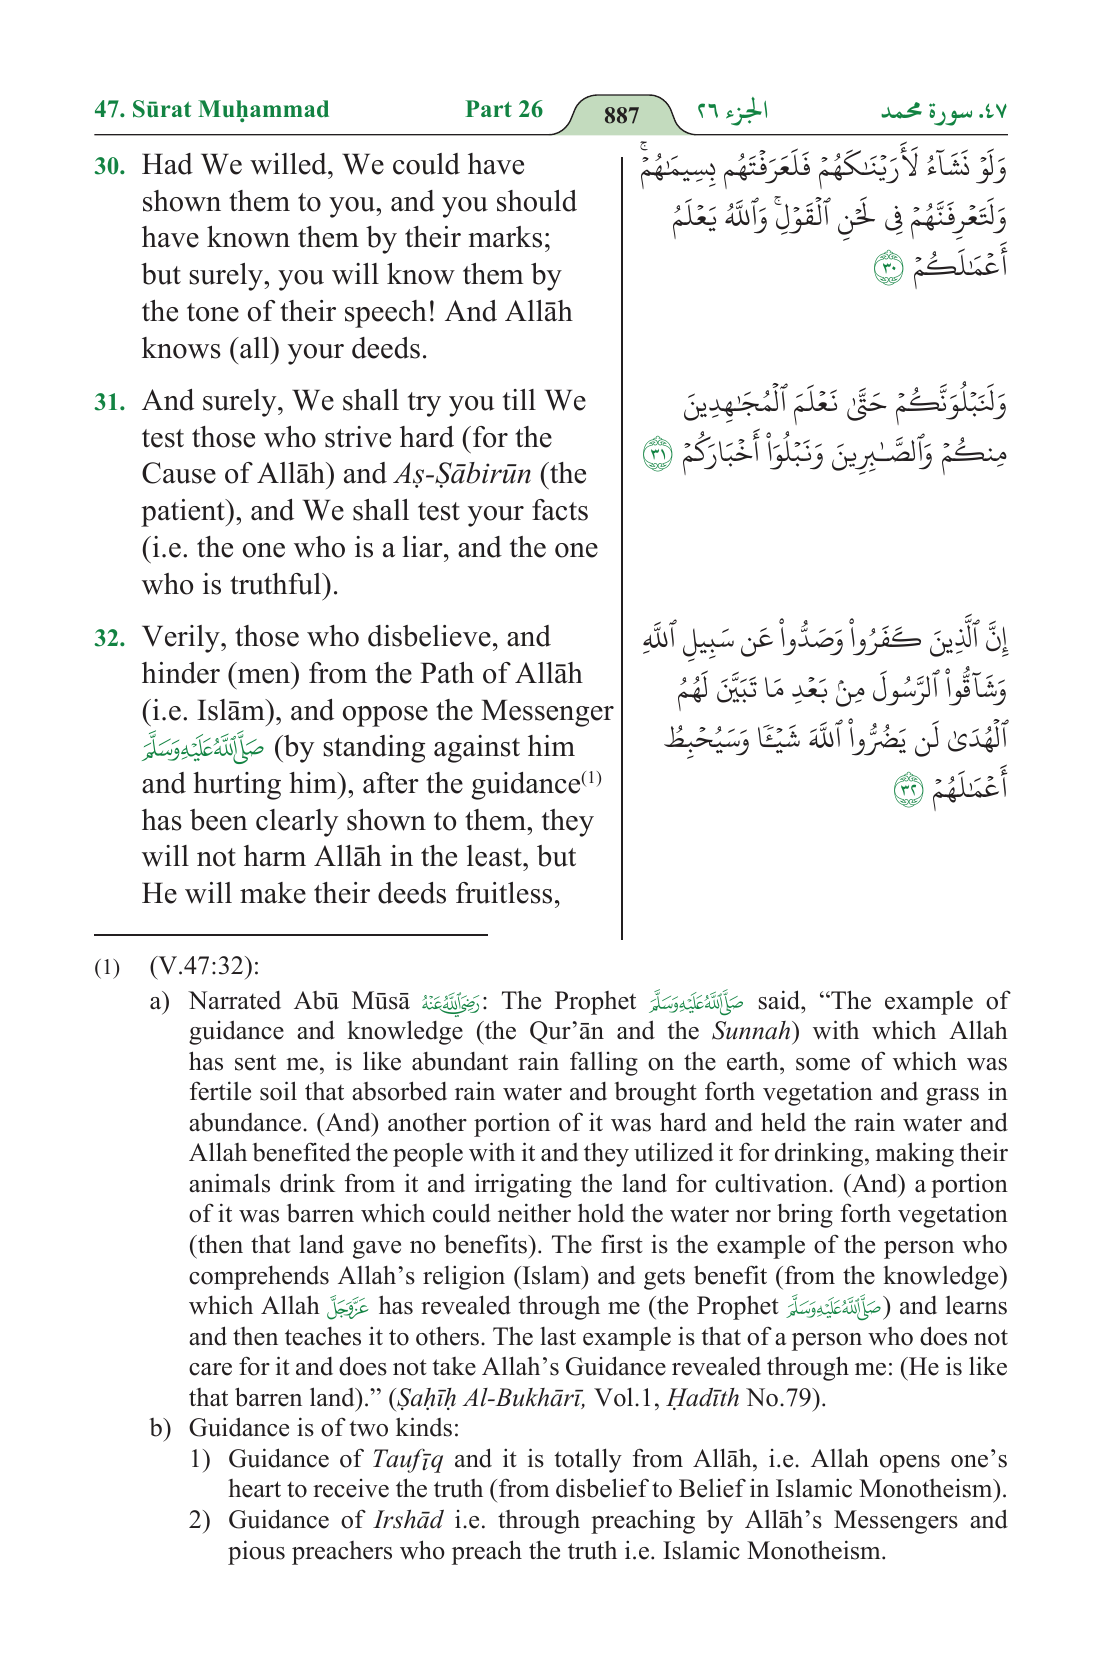 47. Sūrat Muḥammad Part 26 887 الجزء ٢٦ ٤٧. سورة محمد
30. Had We willed, We could have
shown them to you, and you should
have known them by their marks;
but surely, you will know them by
the tone of their speech! And Allāh
knows (all) your deeds.
وَلَوْ نَشَآءُ لَأَرَيْنَـٰكَهُمْ فَلَعَرَفْتَهُم بِسِيمَـٰهُمْ ۚ
وَلَتَعْرِفَنَّهُمْ فِى لَحْنِ ٱلْقَوْلِ ۚ وَٱللَّهُ يَعْلَمُ
أَعْمَـٰلَكُمْ ٣٠
31. And surely, We shall try you till We
test those who strive hard (for the
Cause of Allāh) and Aṣ-Ṣābirūn (the
patient), and We shall test your facts
(i.e. the one who is a liar, and the one
who is truthful).
وَلَنَبْلُوَنَّكُمْ حَتَّىٰ نَعْلَمَ ٱلْمُجَـٰهِدِينَ
مِنكُمْ وَٱلصَّـٰبِرِينَ وَنَبْلُوَا۟ أَخْبَارَكُمْ ٣١
32. Verily, those who disbelieve, and
hinder (men) from the Path of Allāh
(i.e. Islām), and oppose the Messenger
صَلَّى اللَّهُ عَلَيْهِ وَسَلَّمَ (by standing against him
and hurting him), after the guidance(1)
has been clearly shown to them, they
will not harm Allāh in the least, but
He will make their deeds fruitless,
إِنَّ ٱلَّذِينَ كَفَرُوا۟ وَصَدُّوا۟ عَن سَبِيلِ ٱللَّهِ
وَشَآقُّوا۟ ٱلرَّسُولَ مِنۢ بَعْدِ مَا تَبَيَّنَ لَهُمُ
ٱلْهُدَىٰ لَن يَضُرُّوا۟ ٱللَّهَ شَيْـًٔا وَسَيُحْبِطُ
أَعْمَـٰلَهُمْ ٣٢
(1) (V.47:32):
a) Narrated Abū Mūsā رَضِيَ اللَّهُ عَنْهُ: The Prophet صَلَّى اللَّهُ عَلَيْهِ وَسَلَّمَ said, “The example of
guidance and knowledge (the Qur’ān and the Sunnah) with which Allah
has sent me, is like abundant rain falling on the earth, some of which was
fertile soil that absorbed rain water and brought forth vegetation and grass in
abundance. (And) another portion of it was hard and held the rain water and
Allah benefited the people with it and they utilized it for drinking, making their
animals drink from it and irrigating the land for cultivation. (And) a portion
of it was barren which could neither hold the water nor bring forth vegetation
(then that land gave no benefits). The first is the example of the person who
comprehends Allah’s religion (Islam) and gets benefit (from the knowledge)
which Allah عَزَّ وَجَلَّ has revealed through me (the Prophet صَلَّى اللَّهُ عَلَيْهِ وَسَلَّمَ) and learns
and then teaches it to others. The last example is that of a person who does not
care for it and does not take Allah’s Guidance revealed through me: (He is like
that barren land).” (Ṣaḥīḥ Al-Bukhārī, Vol.1, Ḥadīth No.79).
b) Guidance is of two kinds:
1) Guidance of Taufīq and it is totally from Allāh, i.e. Allah opens one’s
heart to receive the truth (from disbelief to Belief in Islamic Monotheism).
2) Guidance of Irshād i.e. through preaching by Allāh’s Messengers and
pious preachers who preach the truth i.e. Islamic Monotheism.